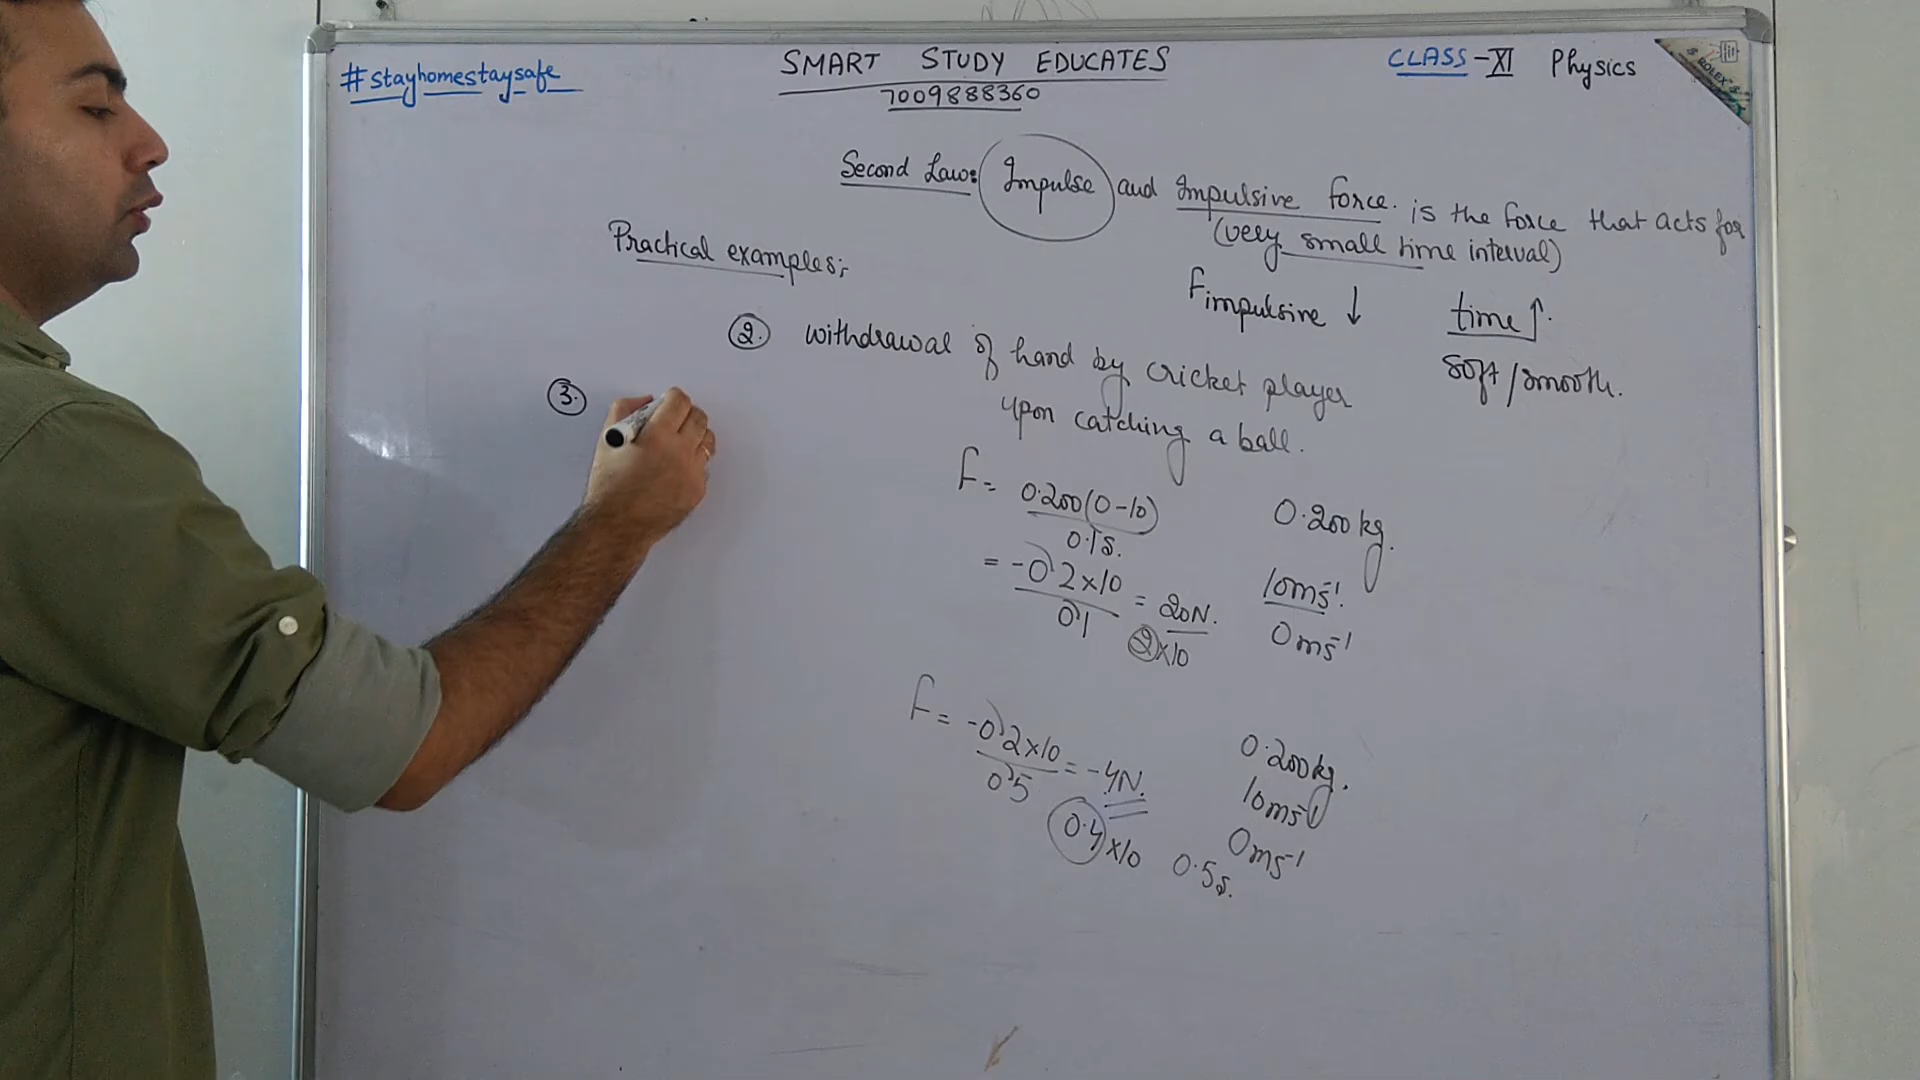 #stayhomestaysafe
SMART STUDY EDUCATES
7009888360
CLASS-XI Physics
ROLEX
Second Law: Impulse and Impulsive force. is the force that acts for
(very small time interval)
Practical examples;
Fimpulsive ↓ time ↑.
soft/smooth.
2. withdrawal of hand by cricket player
upon catching a ball.
3.
F = 0.200(0-10)
0.1s.
0.200 kg.
= -0.2×10 = 20N.
0.1
2×10
10ms⁻¹.
0ms⁻¹
F = -0.2×10 = -4N.
0.5
0.4×10
0.200kg.
10ms⁻¹
0ms⁻¹
0.5s.